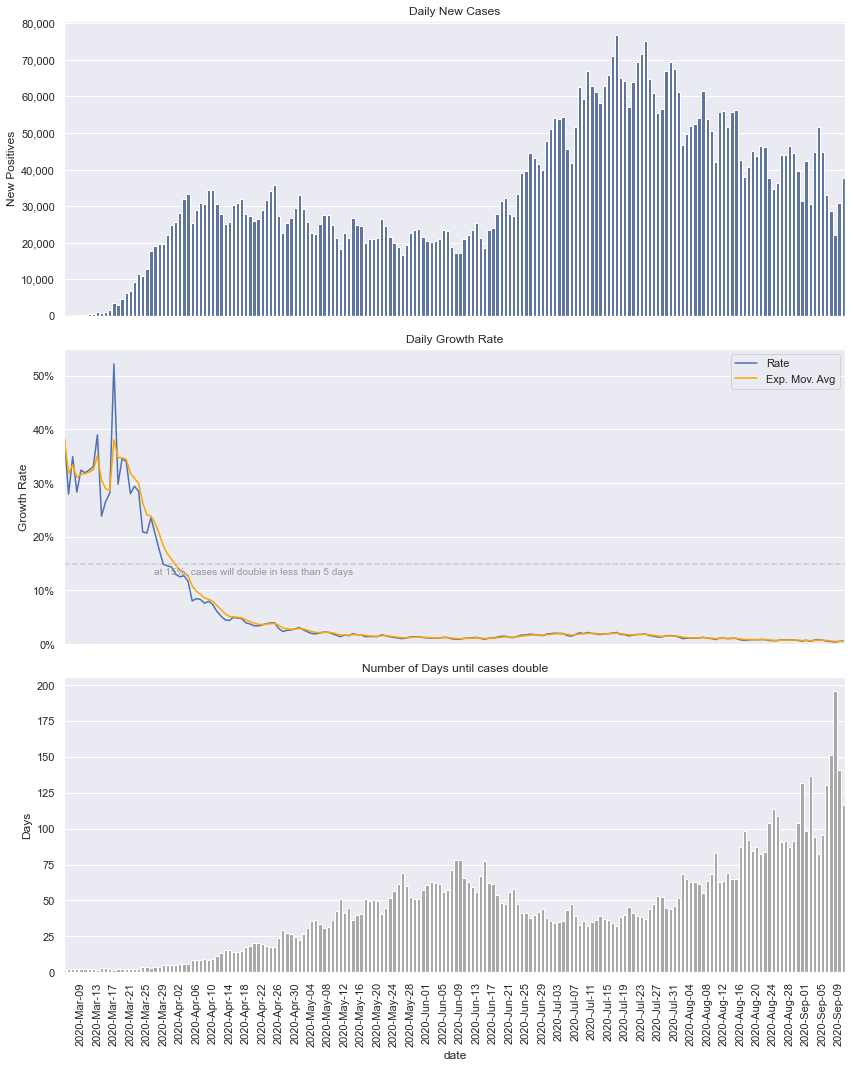 Daily New Cases
80,000
70,000
60,000
50,000
40,000
30,000
20,000
10,000
0
New Positives
Daily Growth Rate
50%
40%
30%
20%
10%
0%
Growth Rate
Rate
Exp. Mov. Avg
at 15%, cases will double in less than 5 days
Number of Days until cases double
200
175
150
125
100
75
50
25
0
Days
2020-Mar-09
2020-Mar-13
2020-Mar-17
2020-Mar-21
2020-Mar-25
2020-Mar-29
2020-Apr-02
2020-Apr-06
2020-Apr-10
2020-Apr-14
2020-Apr-18
2020-Apr-22
2020-Apr-26
2020-Apr-30
2020-May-04
2020-May-08
2020-May-12
2020-May-16
2020-May-20
2020-May-24
2020-May-28
2020-Jun-01
2020-Jun-05
2020-Jun-09
2020-Jun-13
2020-Jun-17
2020-Jun-21
2020-Jun-25
2020-Jun-29
2020-Jul-03
2020-Jul-07
2020-Jul-11
2020-Jul-15
2020-Jul-19
2020-Jul-23
2020-Jul-27
2020-Jul-31
2020-Aug-04
2020-Aug-08
2020-Aug-12
2020-Aug-16
2020-Aug-20
2020-Aug-24
2020-Aug-28
2020-Sep-01
2020-Sep-05
2020-Sep-09
date